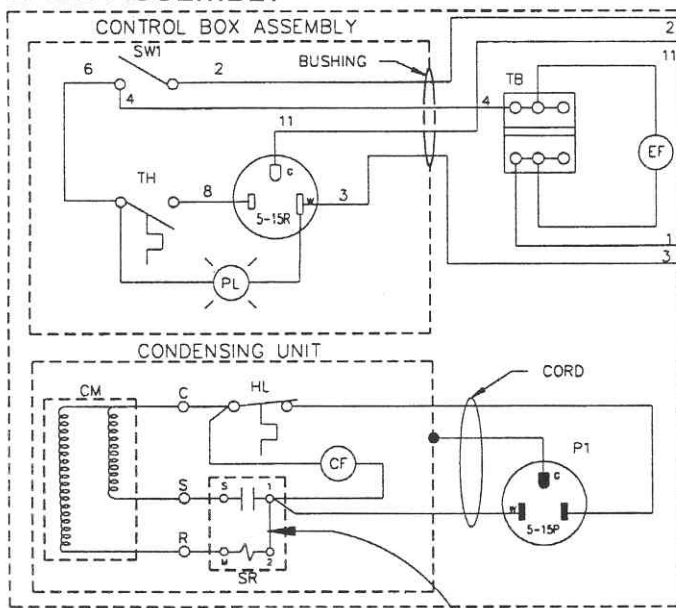 CONTROL BOX ASSEMBLY
2
SW1
6
2
BUSHING
11
4
4
TB
11
C
EF
TH
8
5-15R
W
3
1
3
PL
CONDENSING UNIT
CM
C
HL
CORD
P1
CF
C
S
S
1
W
5-15P
R
M
2
SR